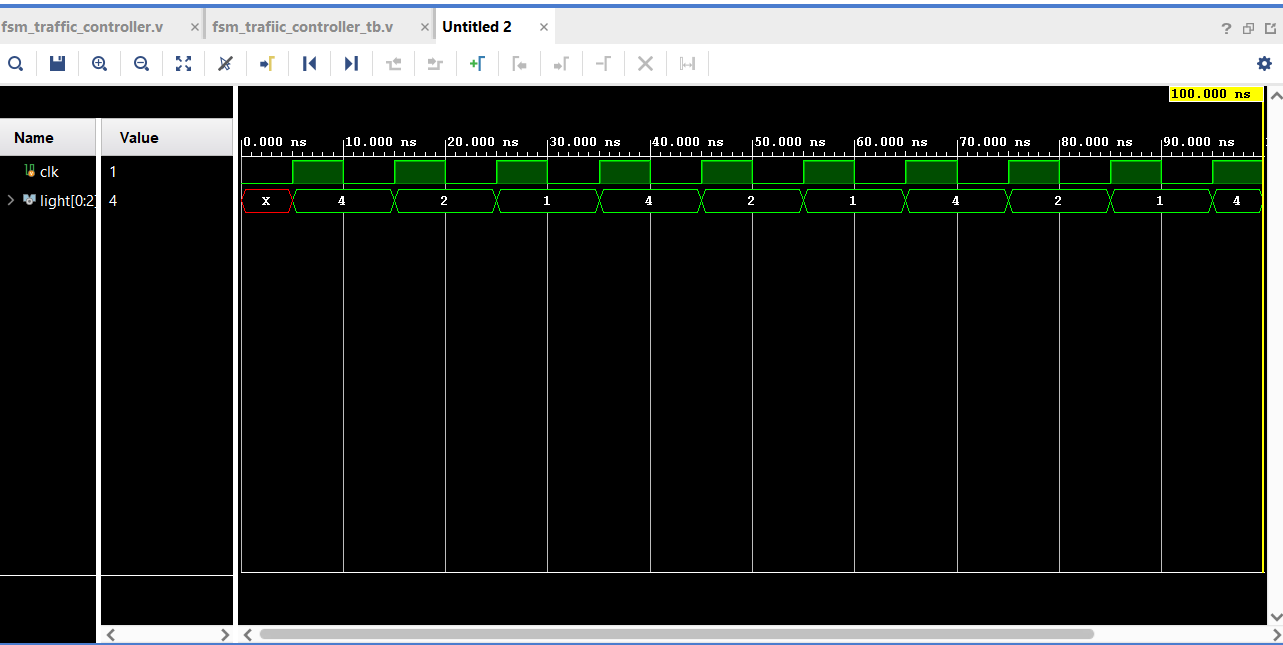 fsm_traffic_controller.v × fsm_trafiic_controller_tb.v × Untitled 2 × ?
100.000 ns
Name Value
0.000 ns 10.000 ns 20.000 ns 30.000 ns 40.000 ns 50.000 ns 60.000 ns 70.000 ns 80.000 ns 90.000 ns
clk 1
light[0:2] 4 X 4 2 1 4 2 1 4 2 1 4